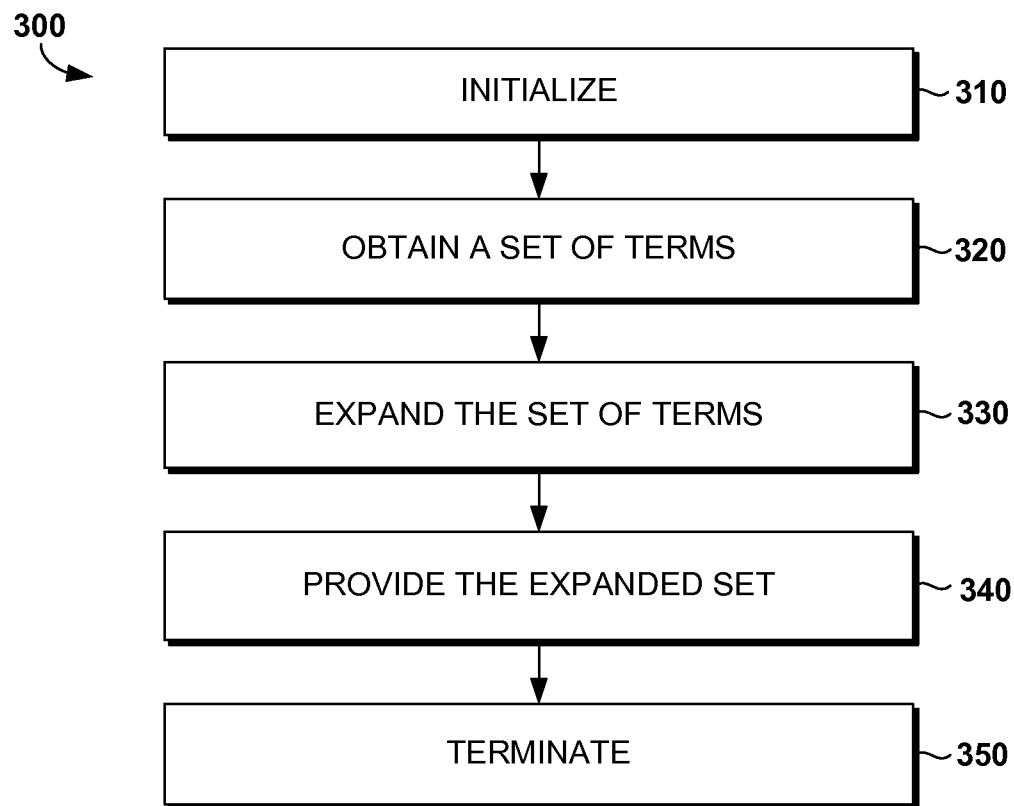 300
INITIALIZE
310
OBTAIN A SET OF TERMS
320
EXPAND THE SET OF TERMS
330
PROVIDE THE EXPANDED SET
340
TERMINATE
350